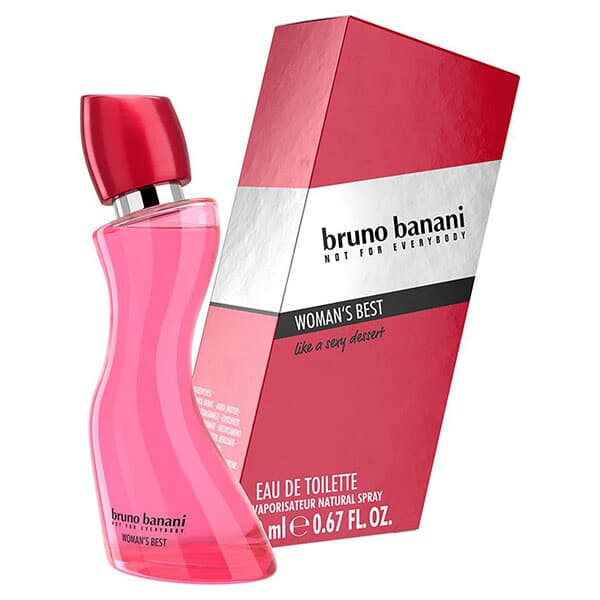 bruno banani
NOT FOR EVERYBODY
WOMAN'S BEST
like a sexy dessert
EAU DE TOILETTE
VAPORISATEUR NATURAL SPRAY
ml e 0.67 FL. OZ.
bruno banani
NOT FOR EVERYBODY
WOMAN'S BEST